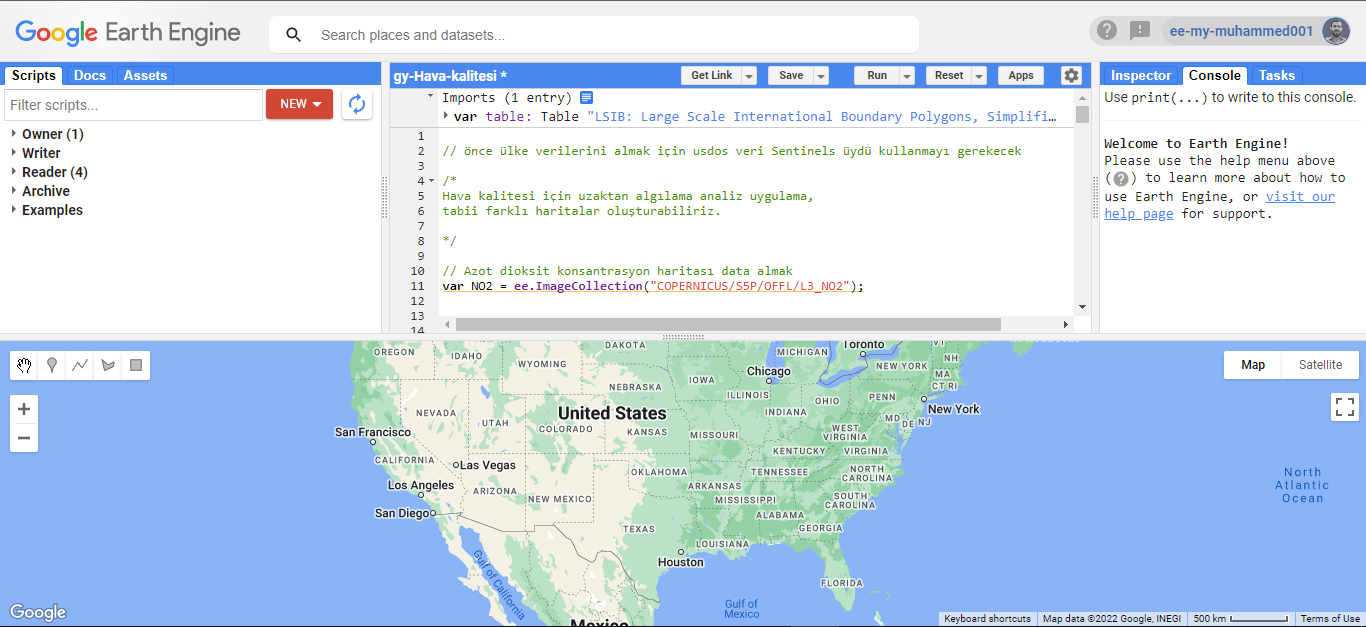 Google Earth Engine
Search places and datasets...
ee-my-muhammed001
Scripts Docs Assets
Filter scripts...
NEW
Owner (1)
Writer
Reader (4)
Archive
Examples
gy-Hava-kalitesi *
Get Link Save Run Reset Apps
Imports (1 entry)
var table: Table "LSIB: Large Scale International Boundary Polygons, Simplifi…
1
2 // önce ülke verilerini almak için usdos veri Sentinels üydü kullanmayı gerekecek
3
4 /*
5 Hava kalitesi için uzaktan algılama analiz uygulama,
6 tabii farklı haritalar oluşturabiliriz.
7
8 */
9
10 // Azot dioksit konsantrasyon haritası data almak
11 var NO2 = ee.ImageCollection("COPERNICUS/S5P/OFFL/L3_NO2");
12
13
14
Inspector Console Tasks
Use print(...) to write to this console.
Welcome to Earth Engine!
Please use the help menu above
(?) to learn more about how to
use Earth Engine, or visit our
help page for support.
Map Satellite
OREGON
IDAHO
WYOMING
DAKOTA
MICHIGAN
Toronto
VT
NH
NEW YORK
MA
CT RI
Chicago
IOWA
NEBRASKA
ILLINOIS
INDIANA
OHIO
PENN
New York
NEVADA
UTAH
United States
COLORADO
KANSAS
MISSOURI
WEST
VIRGINIA
MD
DE
NJ
San Francisco
CALIFORNIA
Las Vegas
KENTUCKY
VIRGINIA
OKLAHOMA
TENNESSEE
NORTH
CAROLINA
Los Angeles
ARIZONA
NEW MEXICO
ARKANSAS
MISSISSIPPI
SOUTH
CAROLINA
San Diego
TEXAS
ALABAMA
GEORGIA
LOUISIANA
Houston
FLORIDA
Gulf of California
Gulf of
Mexico
Mexico
North
Atlantic
Ocean
Google
Keyboard shortcuts Map data ©2022 Google, INEGI 500 km Terms of Use